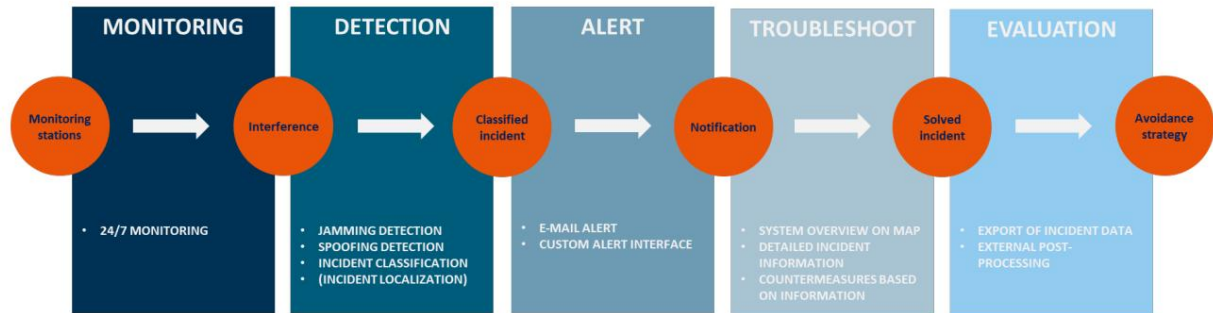 MONITORING
DETECTION
ALERT
TROUBLESHOOT
EVALUATION
Monitoring
stations
Interference
Classified
incident
Notification
Solved
incident
Avoidance
strategy
• 24/7 MONITORING
• JAMMING DETECTION
• SPOOFING DETECTION
• INCIDENT CLASSIFICATION
• (INCIDENT LOCALIZATION)
• E-MAIL ALERT
• CUSTOM ALERT INTERFACE
• SYSTEM OVERVIEW ON MAP
• DETAILED INCIDENT
INFORMATION
• COUNTERMEASURES BASED
ON INFORMATION
• EXPORT OF INCIDENT DATA
• EXTERNAL POST-
PROCESSING